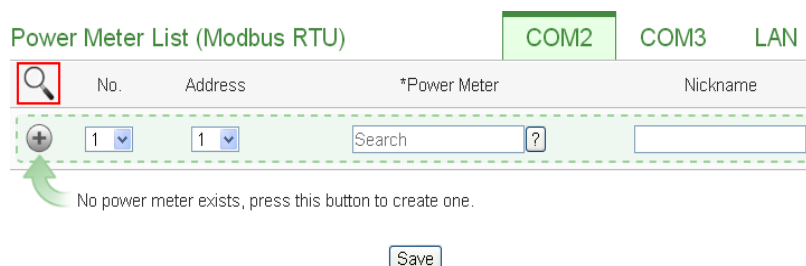 Power Meter List (Modbus RTU) COM2 COM3 LAN
No. Address *Power Meter Nickname
1 1 Search ?
No power meter exists, press this button to create one.
Save